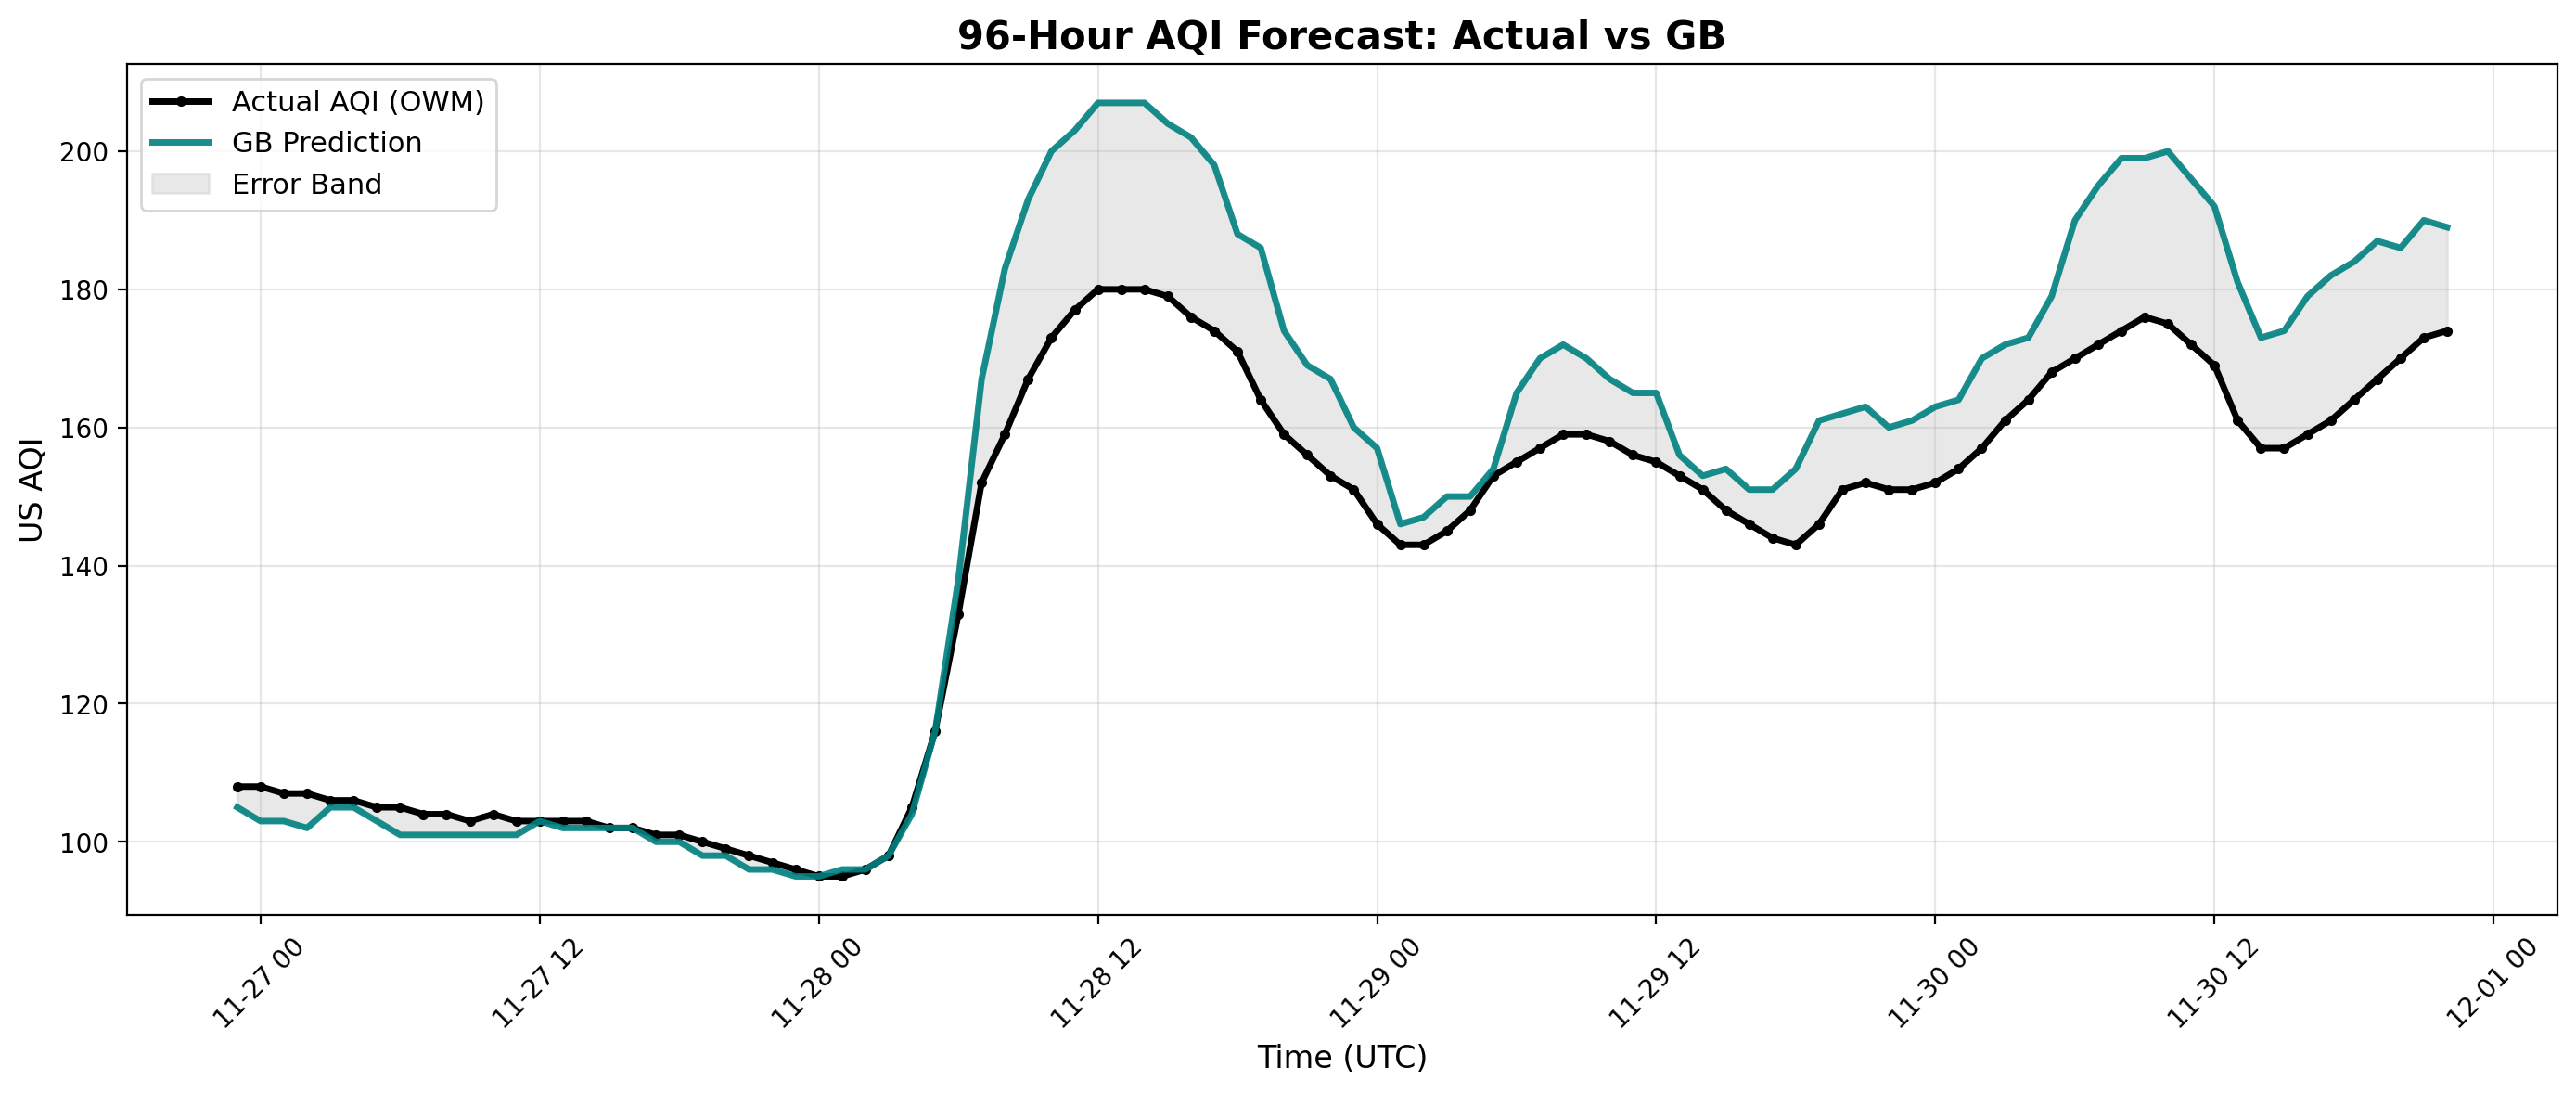 96-Hour AQI Forecast: Actual vs GB
Actual AQI (OWM)
GB Prediction
Error Band
US AQI
200
180
160
140
120
100
11-27 00
11-27 12
11-28 00
11-28 12
11-29 00
11-29 12
11-30 00
11-30 12
12-01 00
Time (UTC)